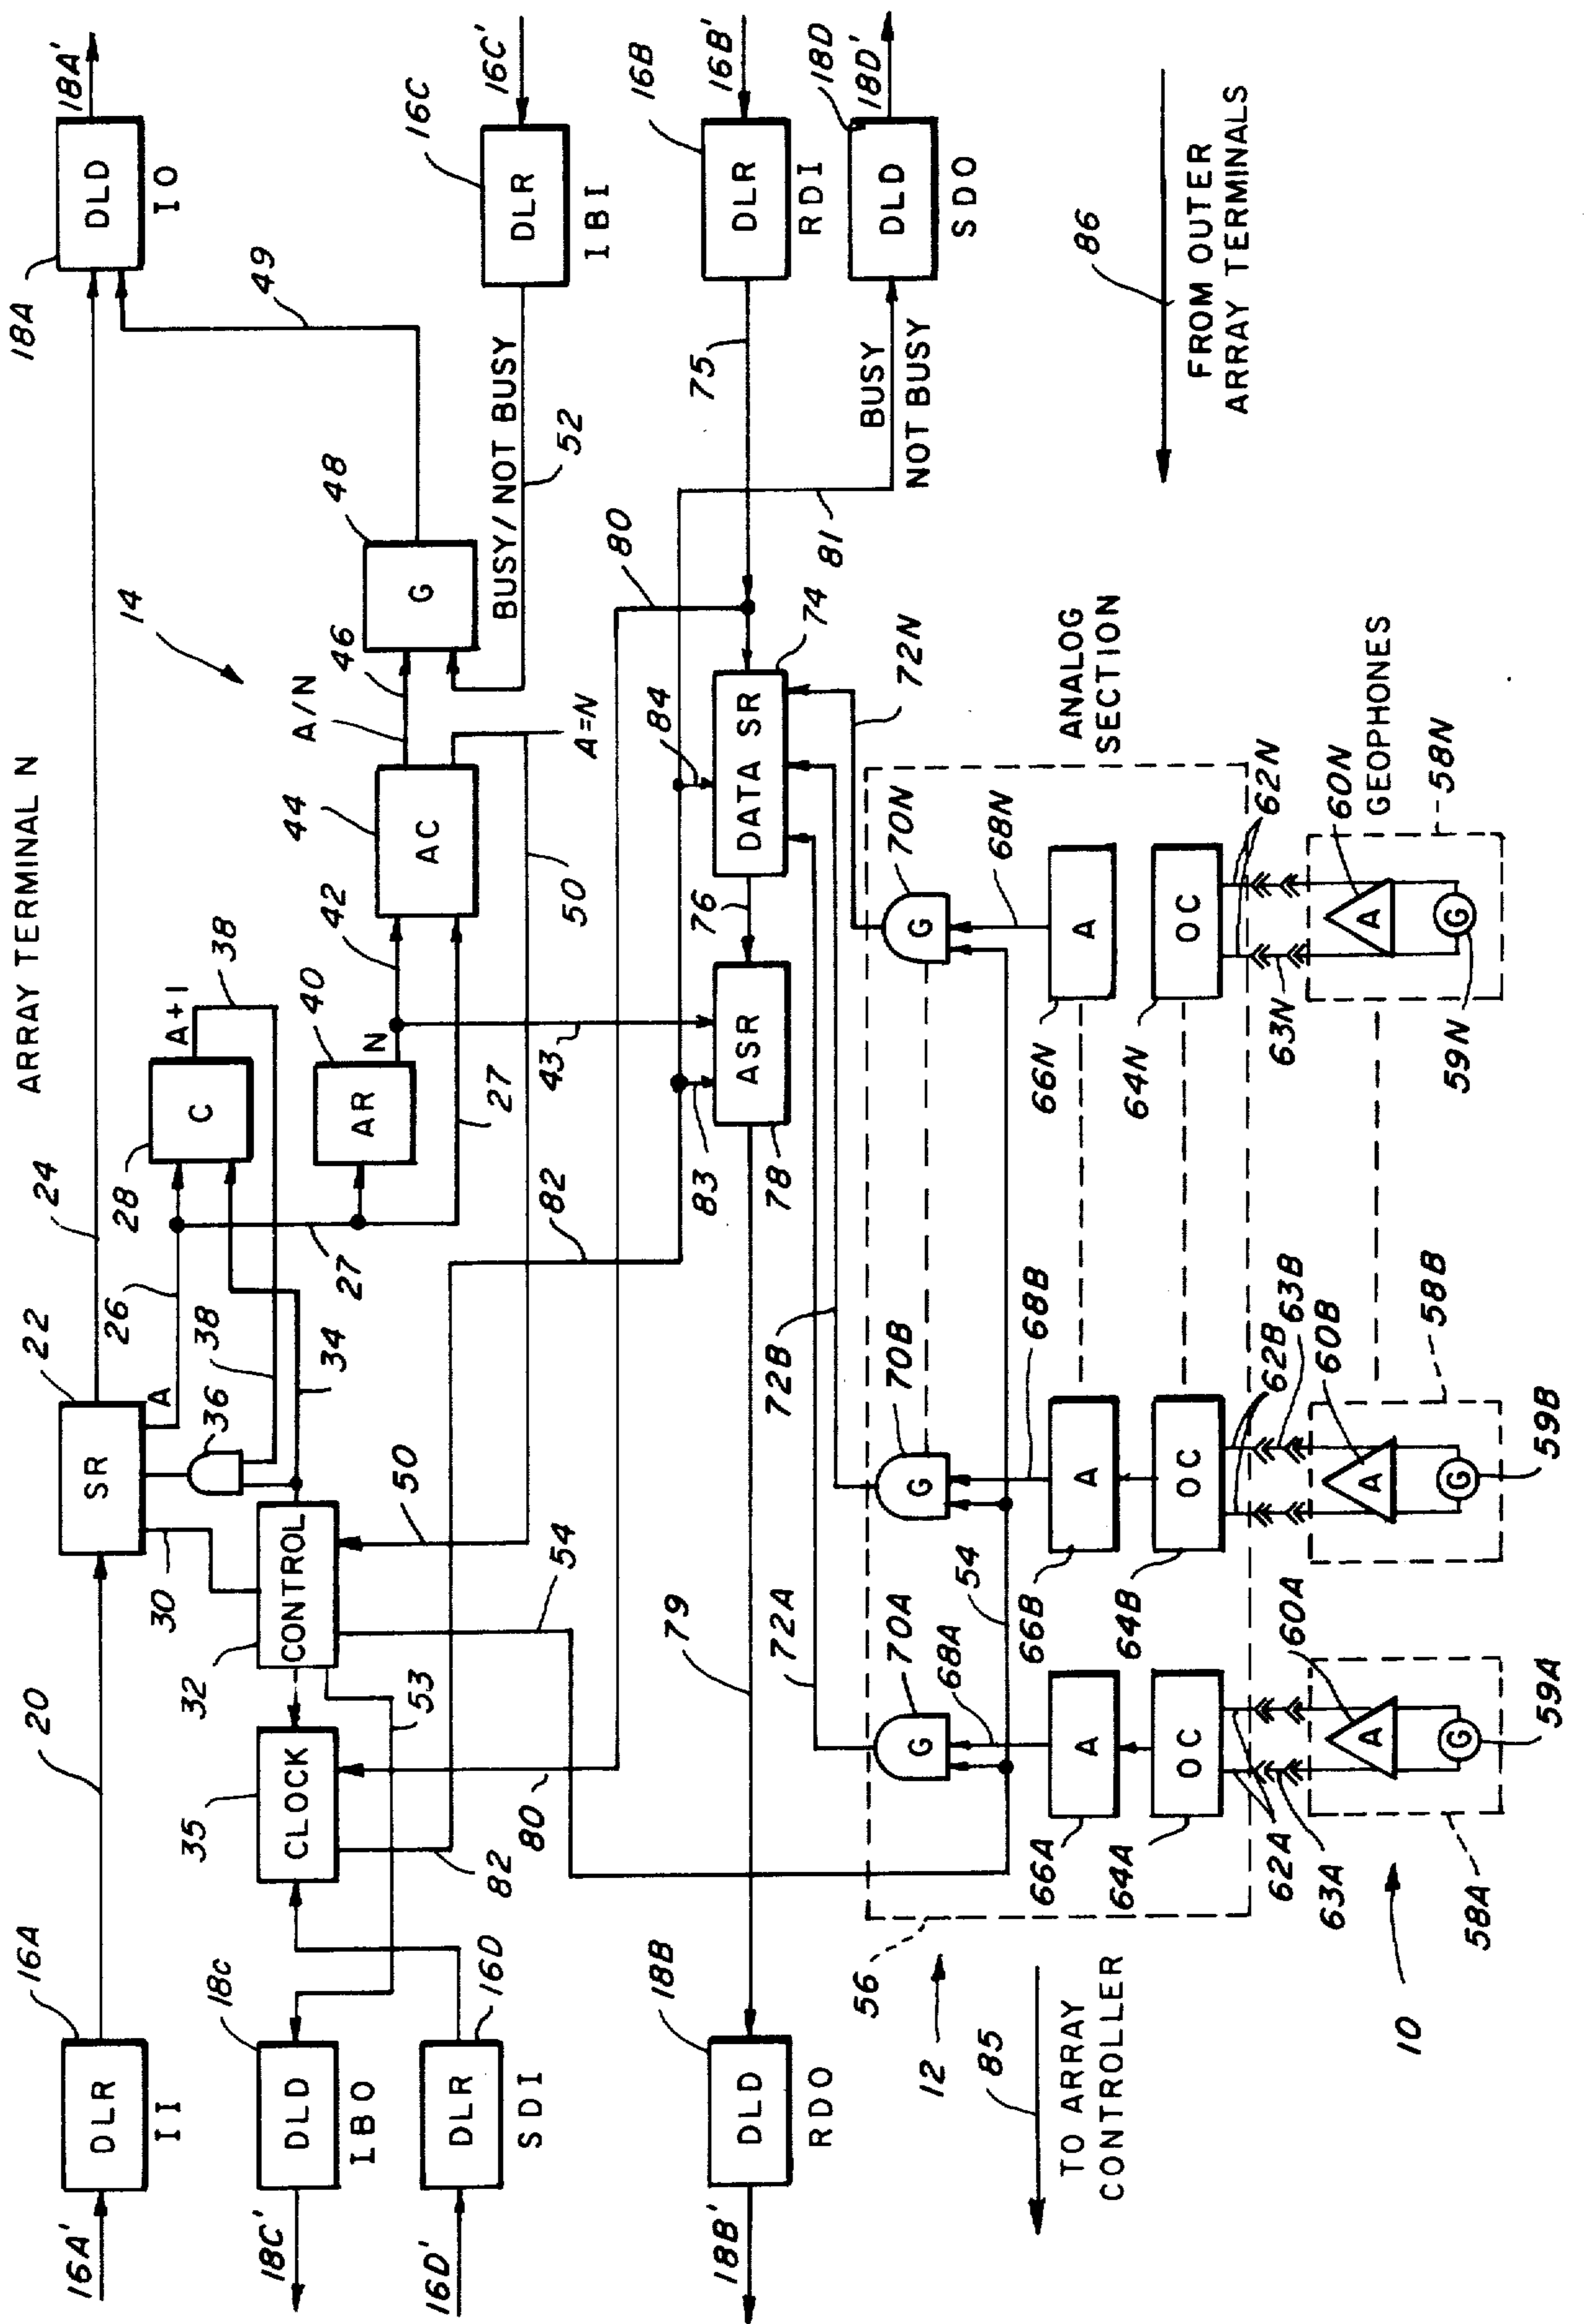 ARRAY TERMINAL N
14
16A'
16A
DLR
II
20
22
SR
24
18A
DLD
IO
18A'
A
26
28
C
A+1
38
30
36
38
34
27
32
CONTROL
35
CLOCK
53
18C'
18C
DLD
IBO
16D'
16D
DLR
SDI
40
AR
N
42
43
27
44
AC
A/N
46
A=N
48
G
49
BUSY/NOT BUSY
52
16C
DLR
IBI
16C'
50
50
54
82
82
80
80
18B'
18B
DLD
RDO
79
83
ASR
78
76
84
DATA SR
74
75
16B
DLR
RDI
16B'
81
BUSY
NOT BUSY
18D
DLD
SDO
18D'
72A
72B
72N
56
ANALOG
SECTION
70A
G
70B
G
70N
G
68A
68B
68N
54
66A
A
66B
A
66N
A
64A
OC
64B
OC
64N
OC
62A
63A
62B
63B
62N
63N
GEOPHONES
60A
A
60B
A
60N
A
G
59A
G
59B
G
59N
58A
58B
58N
12
10
85
TO ARRAY
CONTROLLER
86
FROM OUTER
ARRAY TERMINALS